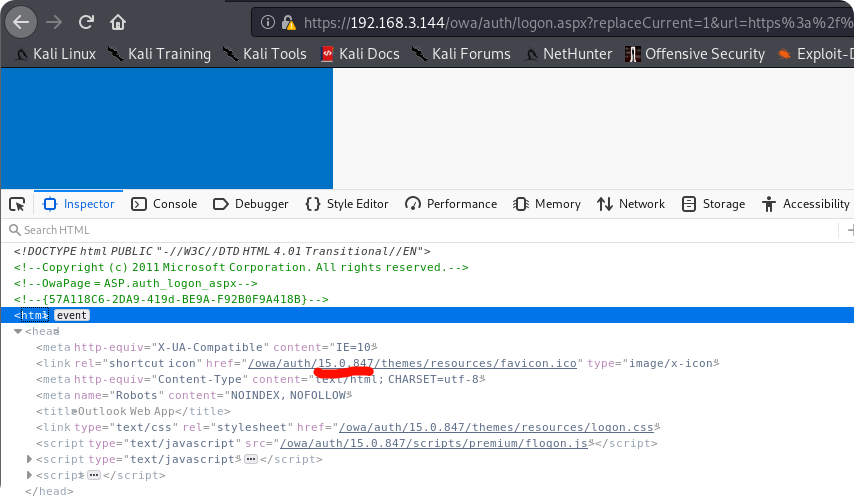 https://192.168.3.144/owa/auth/logon.aspx?replaceCurrent=1&url=https%3a%2f%
Kali Linux Kali Training Kali Tools Kali Docs Kali Forums NetHunter Offensive Security Exploit-D
Inspector Console Debugger Style Editor Performance Memory Network Storage Accessibility
Search HTML
<!DOCTYPE html PUBLIC "-//W3C//DTD HTML 4.01 Transitional//EN">
<!--Copyright (c) 2011 Microsoft Corporation. All rights reserved.-->
<!--OwaPage = ASP.auth_logon_aspx-->
<!--{57A118C6-2DA9-419d-BE9A-F92B0F9A418B}-->
<html> event
<head>
<meta http-equiv="X-UA-Compatible" content="IE=10">
<link rel="shortcut icon" href="/owa/auth/15.0.847/themes/resources/favicon.ico" type="image/x-icon">
<meta http-equiv="Content-Type" content="text/html; CHARSET=utf-8">
<meta name="Robots" content="NOINDEX, NOFOLLOW">
<title>Outlook Web App</title>
<link type="text/css" rel="stylesheet" href="/owa/auth/15.0.847/themes/resources/logon.css">
<script type="text/javascript" src="/owa/auth/15.0.847/scripts/premium/flogon.js"></script>
<script type="text/javascript">…</script>
<script>…</script>
</head>